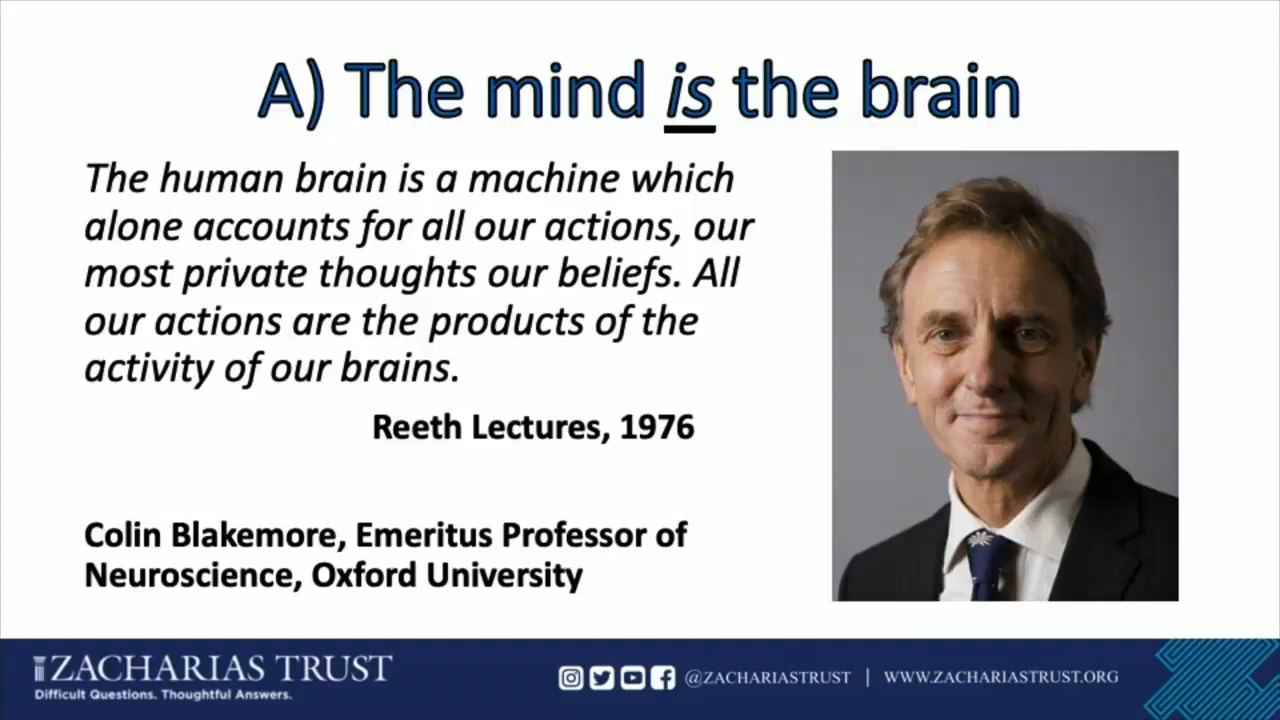 A) The mind is the brain
The human brain is a machine which
alone accounts for all our actions, our
most private thoughts our beliefs. All
our actions are the products of the
activity of our brains.
Reeth Lectures, 1976
Colin Blakemore, Emeritus Professor of
Neuroscience, Oxford University
ZACHARIAS TRUST
Difficult Questions. Thoughtful Answers.
@ZACHARIASTRUST | WWW.ZACHARIASTRUST.ORG